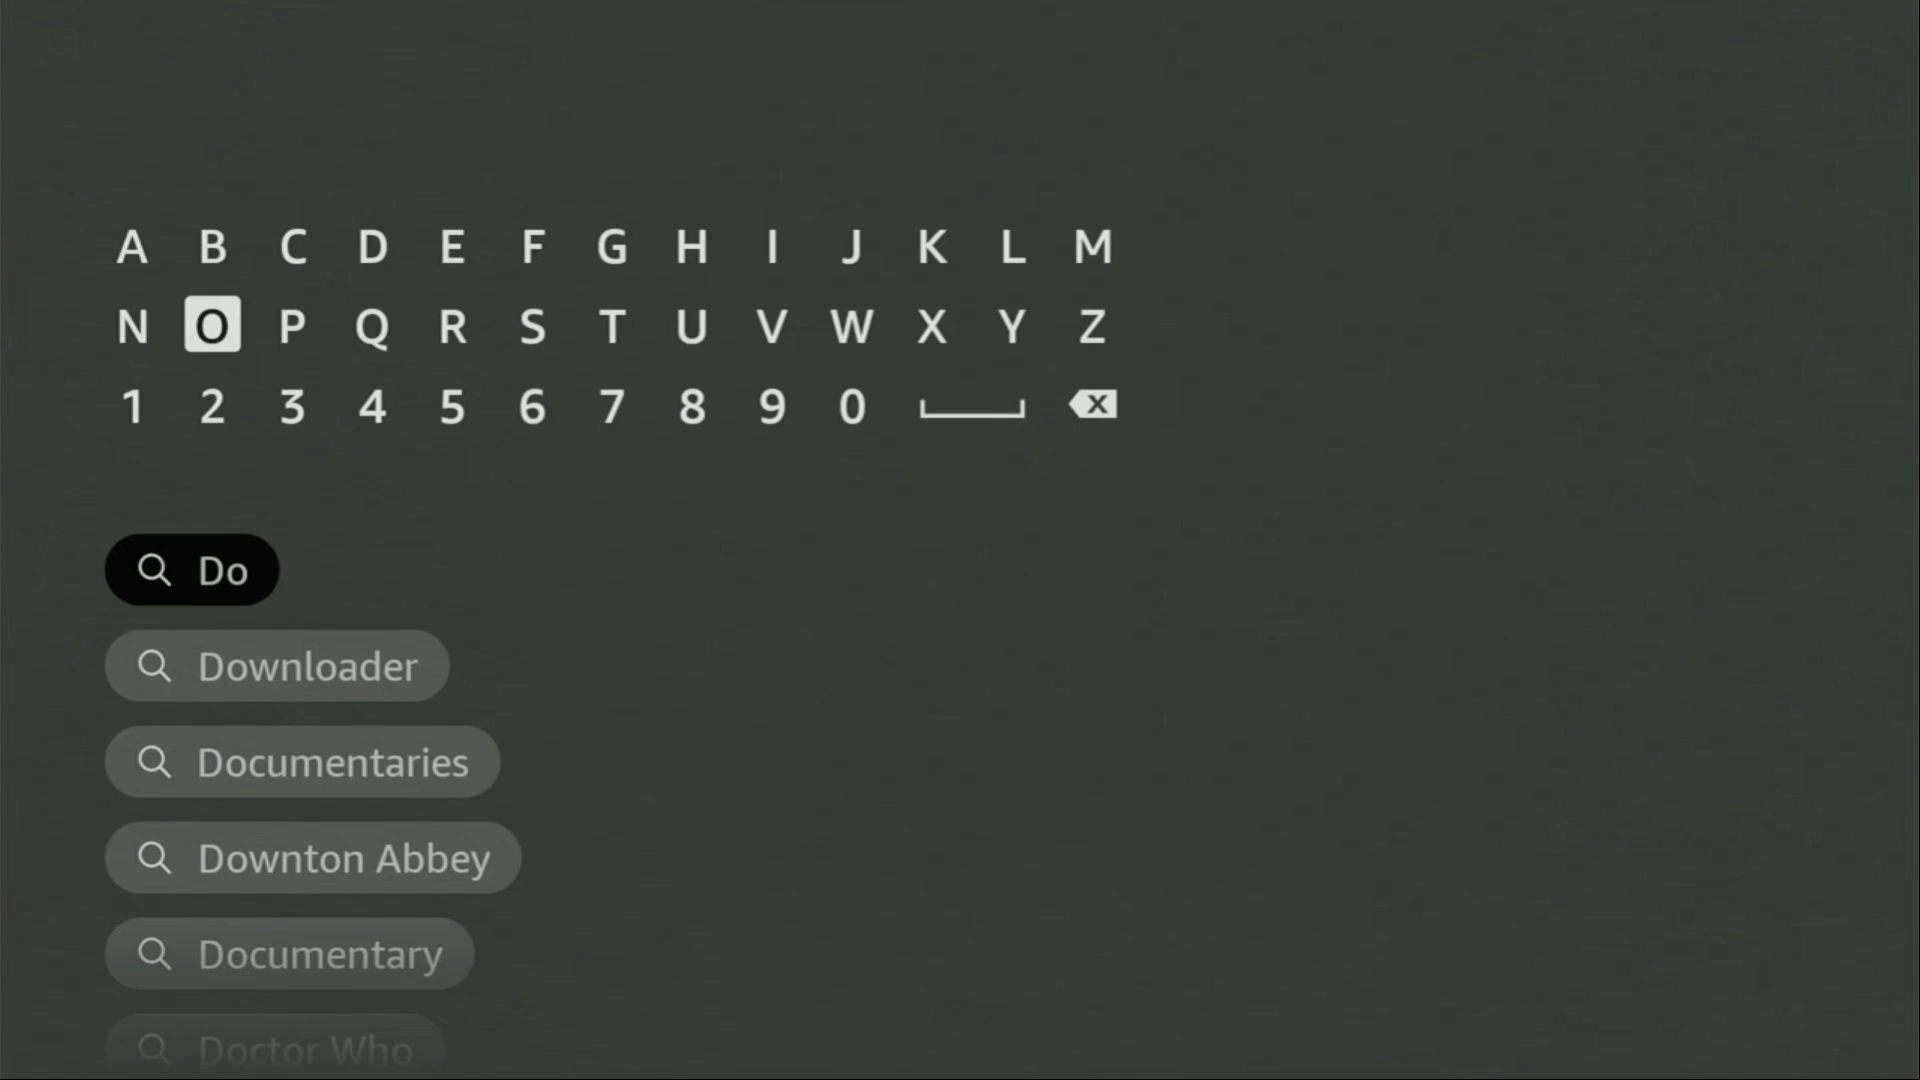 A B C D E F G H I J K L M
N O P Q R S T U V W X Y Z
1 2 3 4 5 6 7 8 9 0
Do
Downloader
Documentaries
Downton Abbey
Documentary
Doctor Who